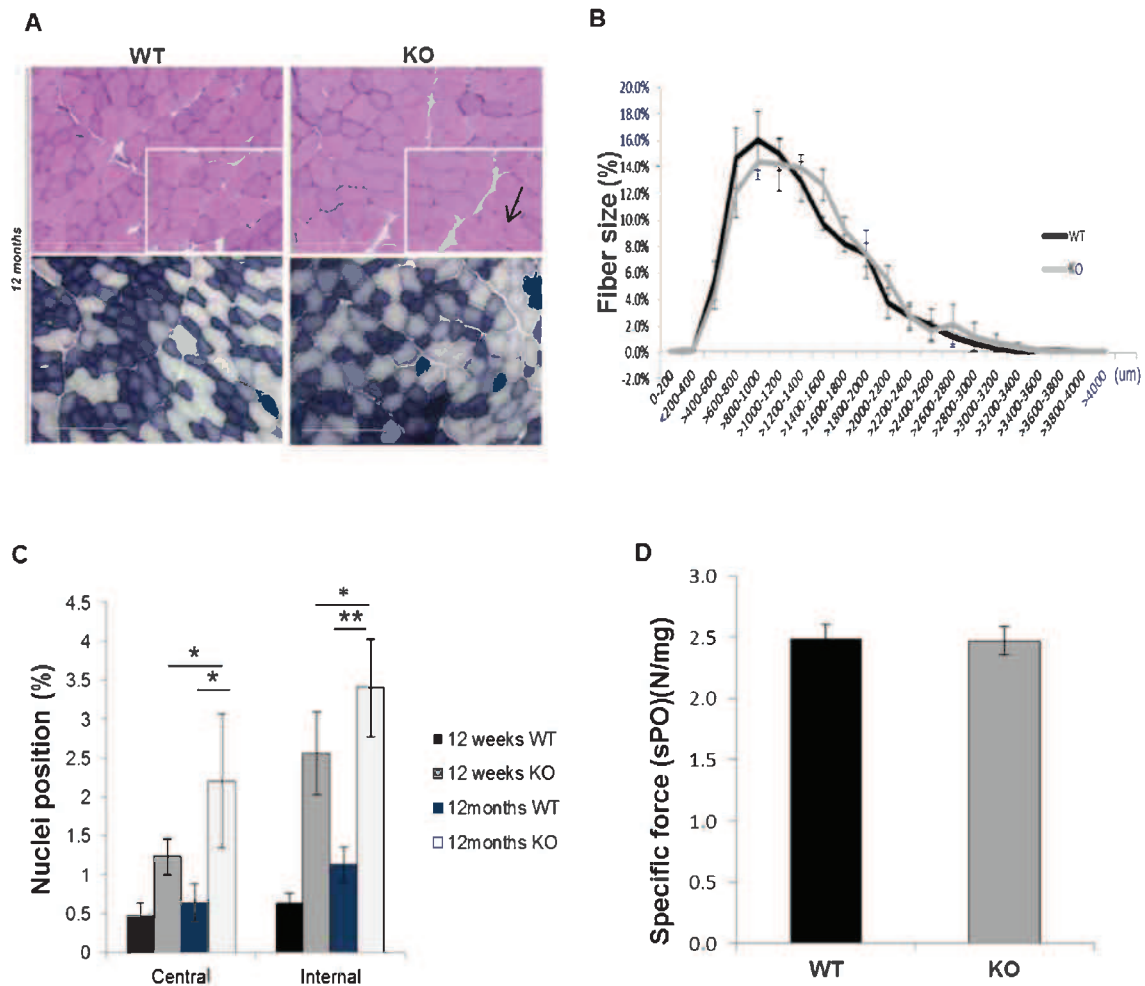 A
WT
KO
12 months
B
Fiber size (%)
20.0%
18.0%
16.0%
14.0%
12.0%
10.0%
8.0%
6.0%
4.0%
2.0%
0.0%
-2.0%
WT
0-200
<200-400
>400-600
>600-800
>8800-1000
>1000-1200
>1200-1400
>1400-1600
>1600-1800
>1800-2000
>2000-2200
>2200-2400
>2400-2600
>2600-2800
>2800-3000
>3000-3200
>3200-3400
>3400-3600
>3600-3800
>3800-4000
>4000
(um)
C
Nuclei position (%)
4.5
4
3.5
3
2.5
2
1.5
1
0.5
0
*
*
*
**
Central
Internal
12 weeks WT
12 weeks KO
12months WT
12months KO
D
Specific force (sPO)(N/mg)
3.0
2.5
2.0
1.5
1.0
0.5
0.0
WT
KO